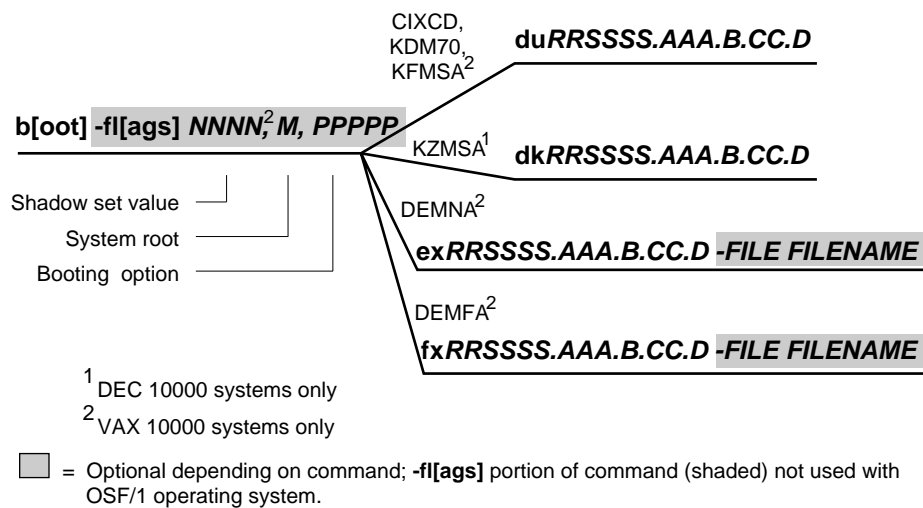 CIXCD,
KDM70,
KFMSA2
duRRSSSS.AAA.B.CC.D
b[oot] -fl[ags] NNNN,2 M, PPPPP
KZMSA1
dkRRSSSS.AAA.B.CC.D
Shadow set value
System root
Booting option
DEMNA2
exRRSSSS.AAA.B.CC.D -FILE FILENAME
DEMFA2
fxRRSSSS.AAA.B.CC.D -FILE FILENAME
1 DEC 10000 systems only
2 VAX 10000 systems only
= Optional depending on command; -fl[ags] portion of command (shaded) not used with
OSF/1 operating system.